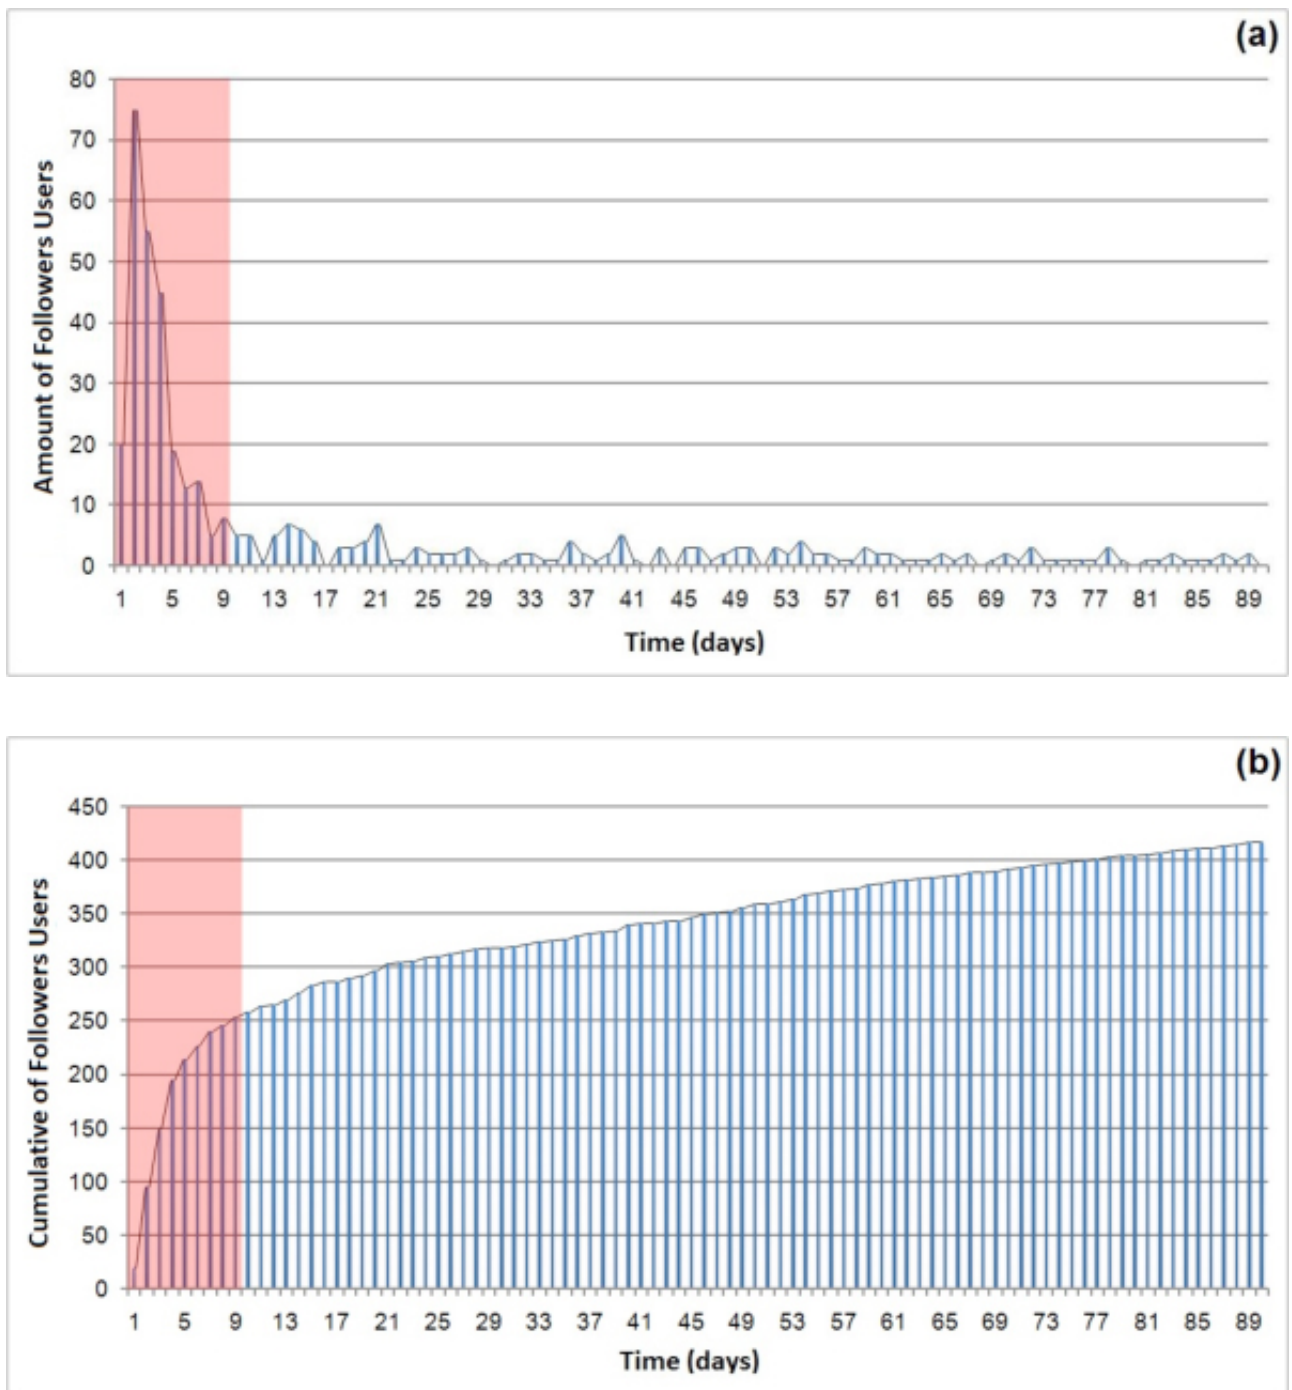 (a)
80
70
60
50
40
30
20
10
0
Amount of Followers Users
1 5 9 13 17 21 25 29 33 37 41 45 49 53 57 61 65 69 73 77 81 85 89
Time (days)
(b)
450
400
350
300
250
200
150
100
50
0
Cumulative of Followers Users
1 5 9 13 17 21 25 29 33 37 41 45 49 53 57 61 65 69 73 77 81 85 89
Time (days)